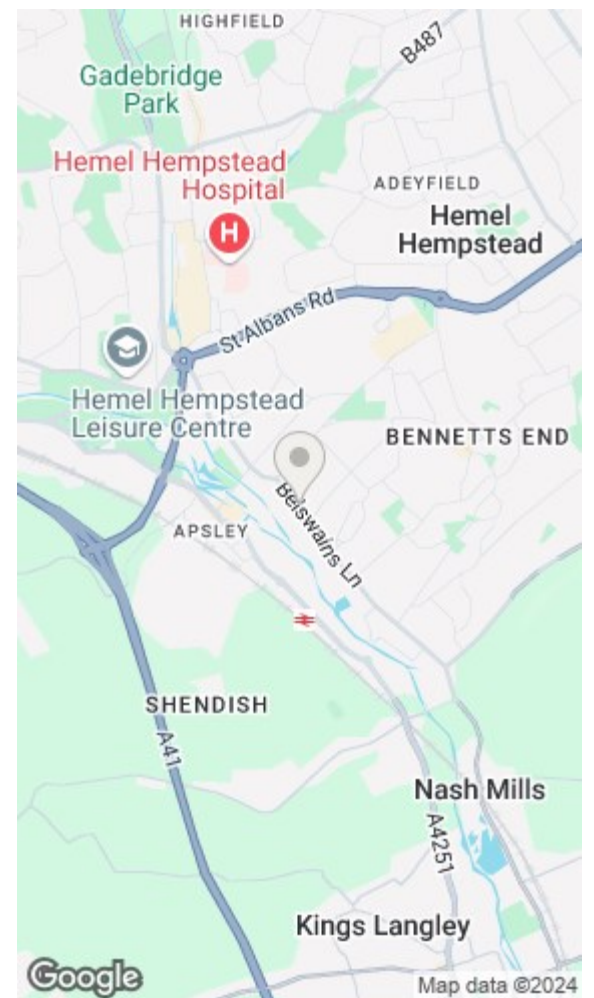 HIGHFIELD
B487
Gadebridge
Park
Hemel Hempstead
Hospital
H
ADEYFIELD
Hemel
Hempstead
St Albans Rd
Hemel Hempstead
Leisure Centre
BENNETTS END
Belswains Ln
APSLEY
SHENDISH
A41
Nash Mills
A4251
Kings Langley
Google
Map data ©2024